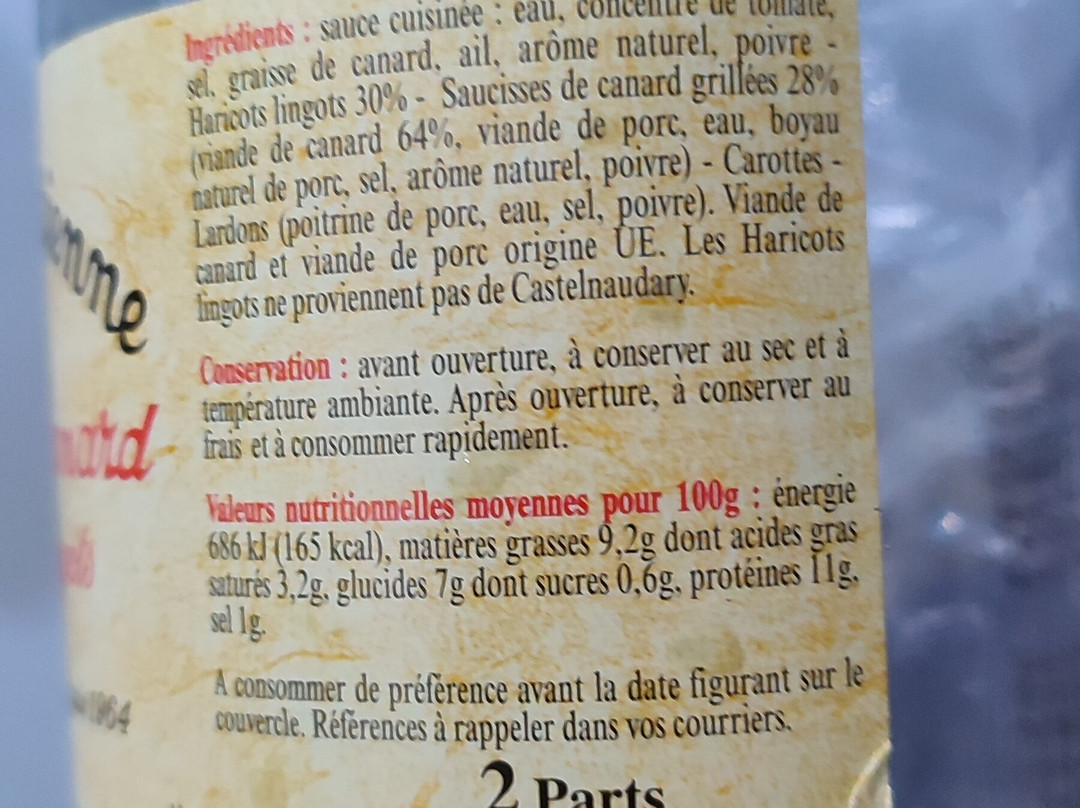 Ingrédients : sauce cuisinée : eau, concentré de tomate,
sel, graisse de canard, ail, arôme naturel, poivre -
Haricots lingots 30% - Saucisses de canard grillées 28%
(viande de canard 64%, viande de porc, eau, boyau
naturel de porc, sel, arôme naturel, poivre) - Carottes -
Lardons (poitrine de porc, eau, sel, poivre). Viande de
canard et viande de porc origine UE. Les Haricots
lingots ne proviennent pas de Castelnaudary.
Conservation : avant ouverture, à conserver au sec et à
température ambiante. Après ouverture, à conserver au
frais et à consommer rapidement.
Valeurs nutritionnelles moyennes pour 100g : énergie
686 kJ (165 kcal), matières grasses 9,2g dont acides gras
saturés 3,2g, glucides 7g dont sucres 0,6g, protéines 11g,
sel 1g.
A consommer de préférence avant la date figurant sur le
couvercle. Références à rappeler dans vos courriers.
2 Parts
enne
nard
1964